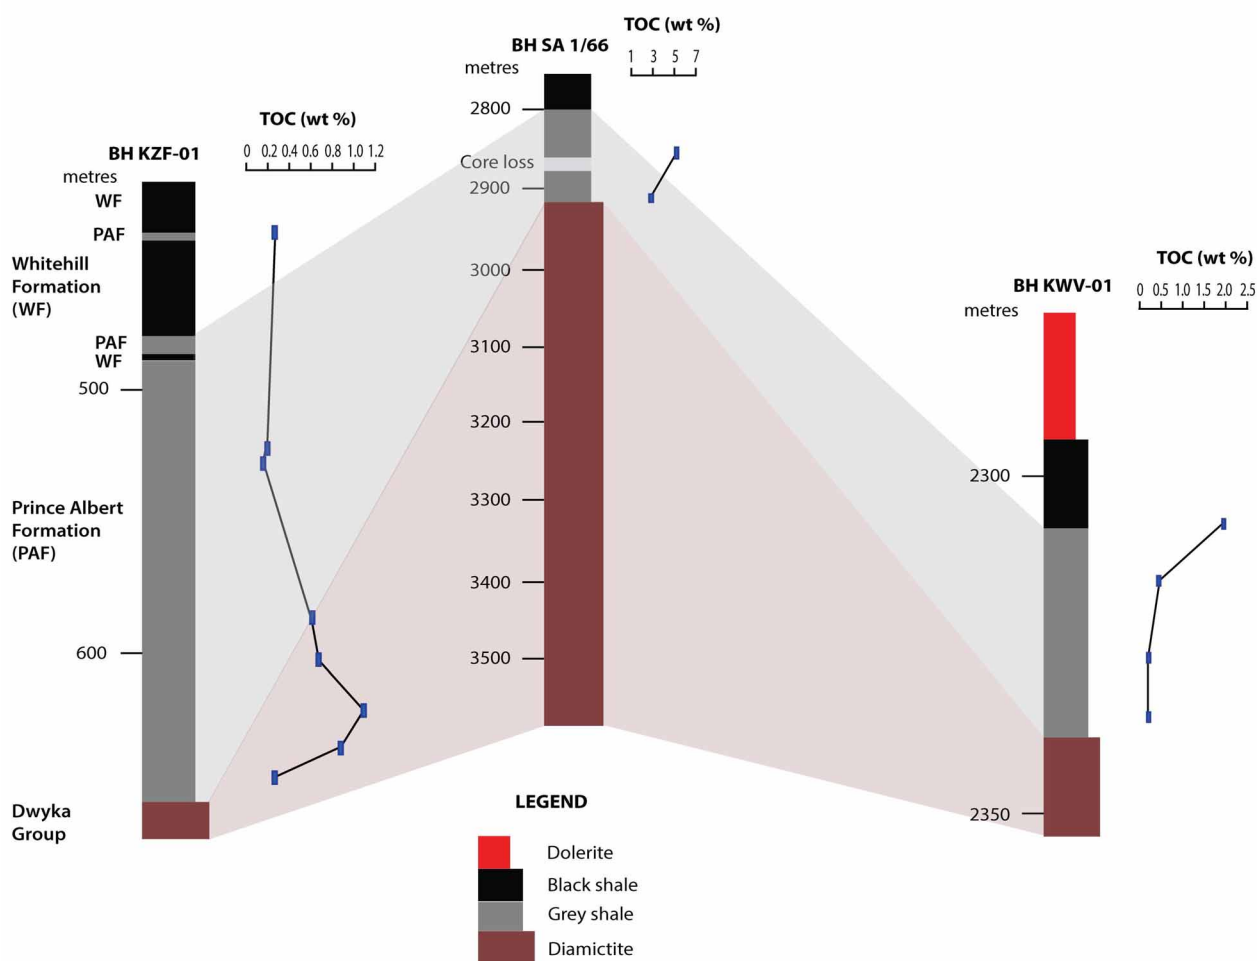 BH KZF-01
TOC (wt %)
0 0.2 0.4 0.6 0.8 1.0 1.2
metres
WF
PAF
Whitehill
Formation
(WF)
PAF
WF
500
Prince Albert
Formation
(PAF)
600
Dwyka
Group
BH SA 1/66
TOC (wt %)
1 3 5 7
metres
2800
Core loss
2900
3000
3100
3200
3300
3400
3500
BH KWV-01
TOC (wt %)
0 0.5 1.0 1.5 2.0 2.5
metres
2300
2350
LEGEND
Dolerite
Black shale
Grey shale
Diamictite